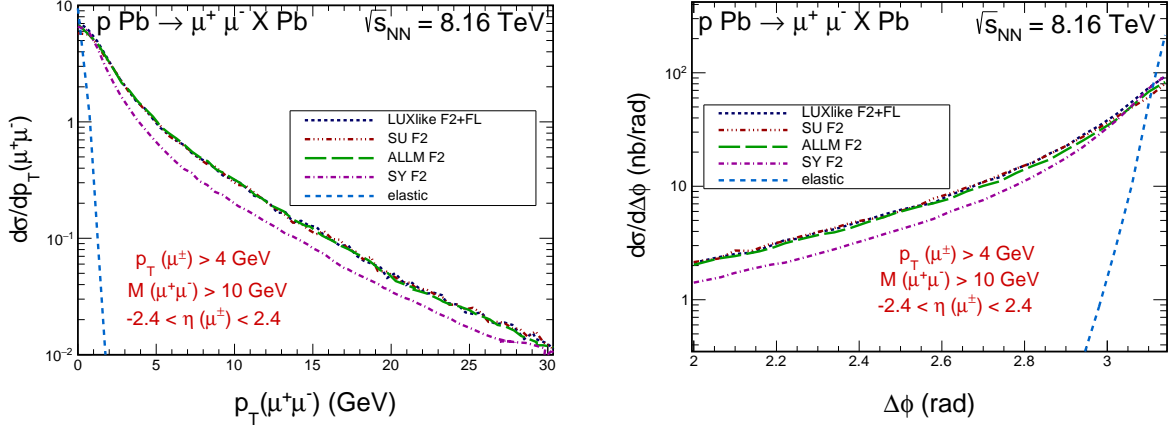 p Pb → μ⁺ μ⁻ X Pb √s_NN = 8.16 TeV
LUXlike F2+FL
SU F2
ALLM F2
SY F2
elastic
p_T (μ^±) > 4 GeV
M (μ⁺μ⁻) > 10 GeV
-2.4 < η (μ^±) < 2.4
dσ/dp_T(μ⁺μ⁻)
10
1
10⁻¹
10⁻²
0 5 10 15 20 25 30
p_T(μ⁺μ⁻) (GeV)
p Pb → μ⁺ μ⁻ X Pb √s_NN = 8.16 TeV
LUXlike F2+FL
SU F2
ALLM F2
SY F2
elastic
p_T (μ^±) > 4 GeV
M (μ⁺μ⁻) > 10 GeV
-2.4 < η (μ^±) < 2.4
dσ/dΔϕ (nb/rad)
10²
10
1
2 2.2 2.4 2.6 2.8 3
Δϕ (rad)